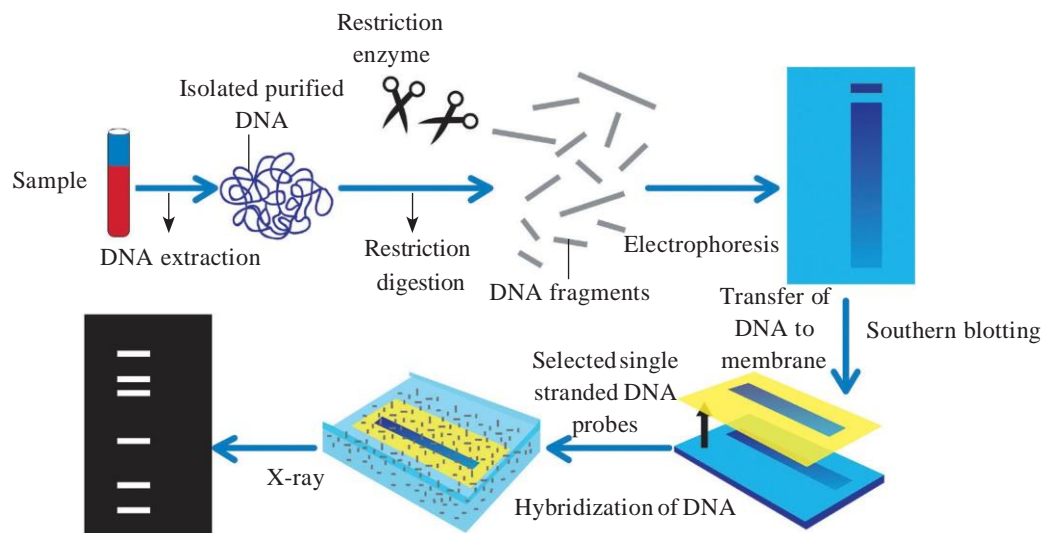 Restriction
enzyme
Isolated purified
DNA
Sample
DNA extraction
Restriction
digestion
DNA fragments
Electrophoresis
Transfer of
DNA to
membrane
Southern blotting
Selected single
stranded DNA
probes
Hybridization of DNA
X-ray